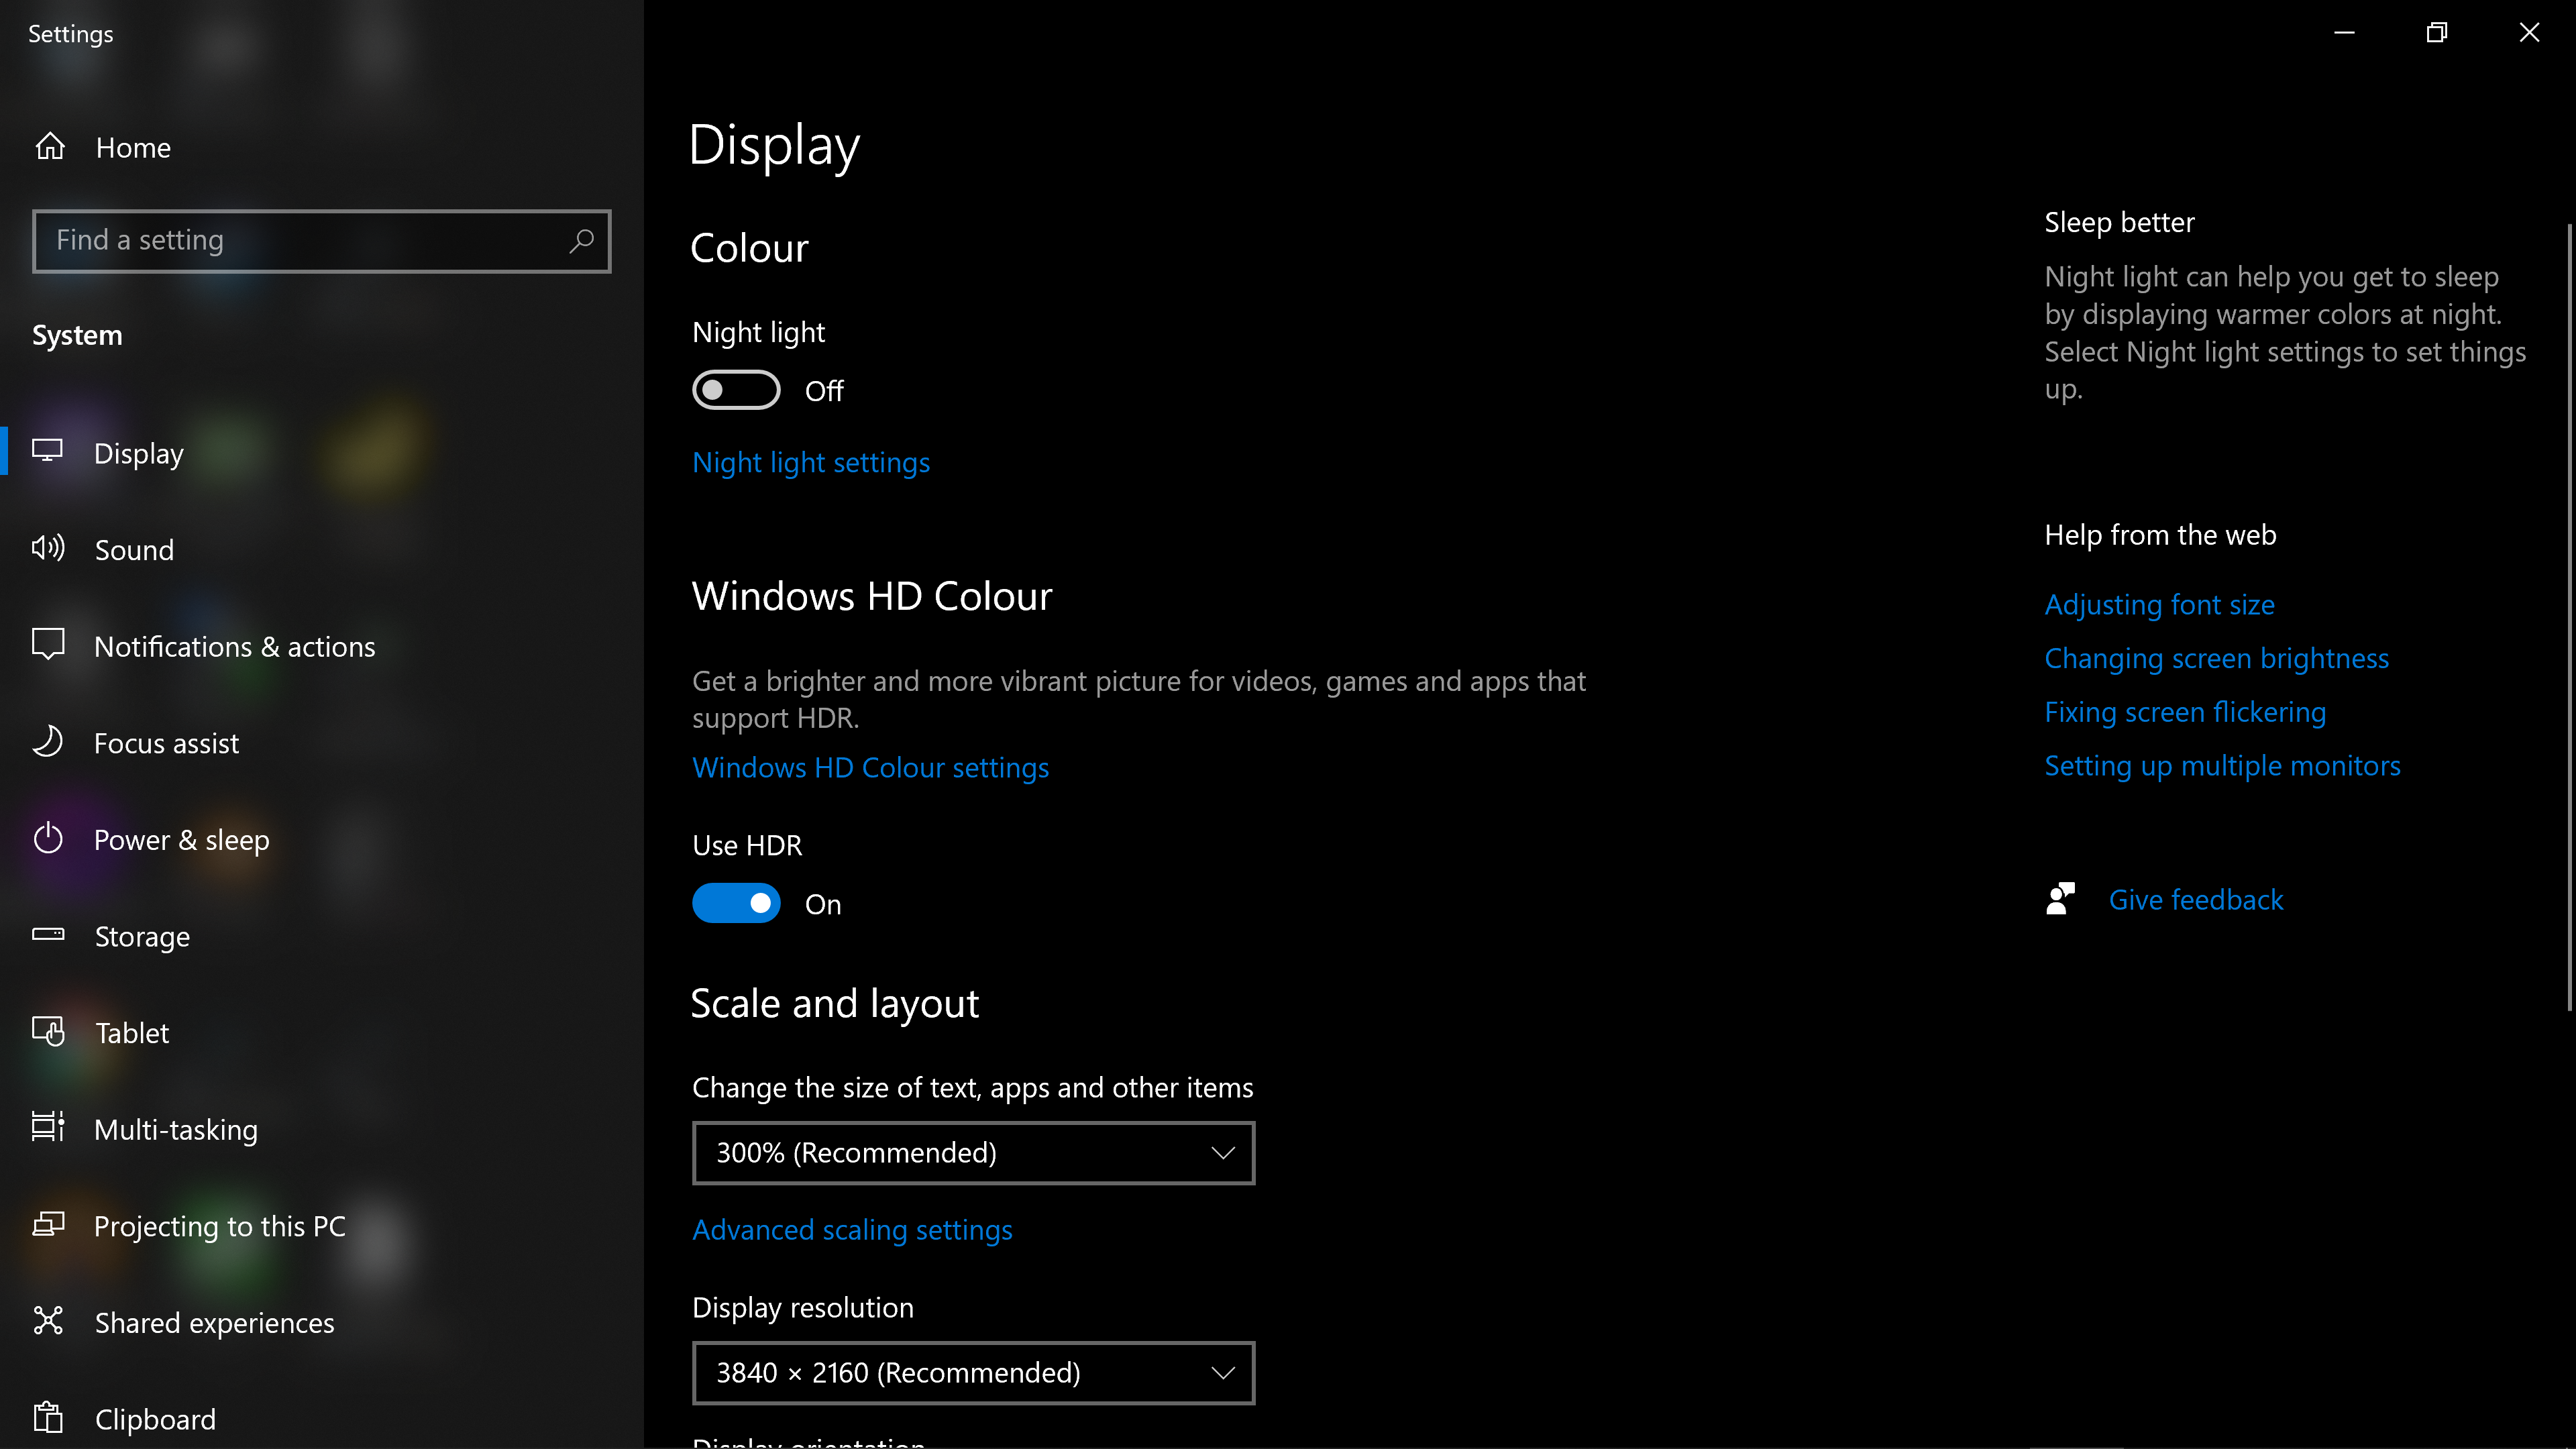 Settings
Home
Find a setting
System
Display
Sound
Notifications & actions
Focus assist
Power & sleep
Storage
Tablet
Multi-tasking
Projecting to this PC
Shared experiences
Clipboard
Display
Colour
Night light
Off
Night light settings
Windows HD Colour
Get a brighter and more vibrant picture for videos, games and apps that
support HDR.
Windows HD Colour settings
Use HDR
On
Scale and layout
Change the size of text, apps and other items
300% (Recommended)
Advanced scaling settings
Display resolution
3840 × 2160 (Recommended)
Display orientation
Sleep better
Night light can help you get to sleep
by displaying warmer colors at night.
Select Night light settings to set things
up.
Help from the web
Adjusting font size
Changing screen brightness
Fixing screen flickering
Setting up multiple monitors
Give feedback